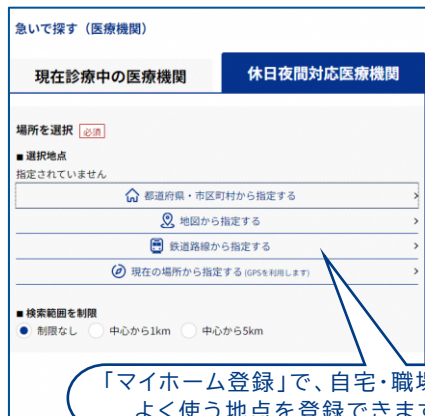 急いで探す（医療機関）
現在診療中の医療機関
休日夜間対応医療機関
場所を選択 必須
■ 選択地点
指定されていません
都道府県・市区町村から指定する
地図から指定する
鉄道路線から指定する
現在の場所から指定する (GPSを利用します)
■ 検索範囲を制限
制限なし 中心から1km 中心から5km
「マイホーム登録」で、自宅・職場
よく使う地点を登録できます